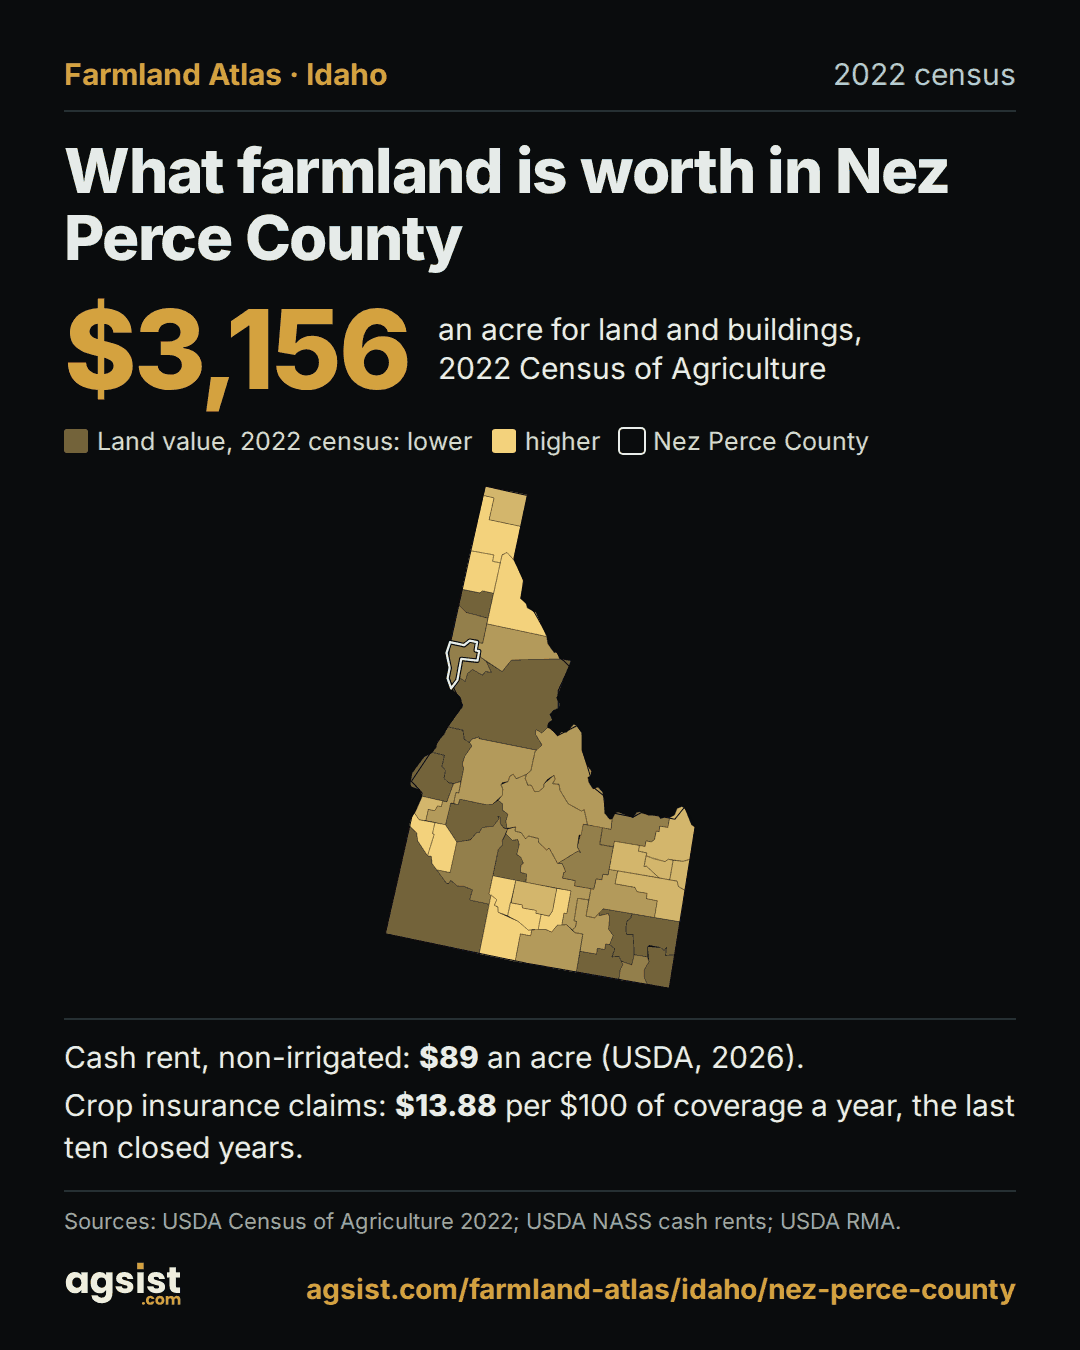 Farmland Atlas · Idaho
2022 census
What farmland is worth in Nez
Perce County
$3,156
an acre for land and buildings,
2022 Census of Agriculture
Land value, 2022 census: lower
higher
Nez Perce County
Cash rent, non-irrigated: $89 an acre (USDA, 2026).
Crop insurance claims: $13.88 per $100 of coverage a year, the last
ten closed years.
Sources: USDA Census of Agriculture 2022; USDA NASS cash rents; USDA RMA.
agsist
.com
agsist.com/farmland-atlas/idaho/nez-perce-county